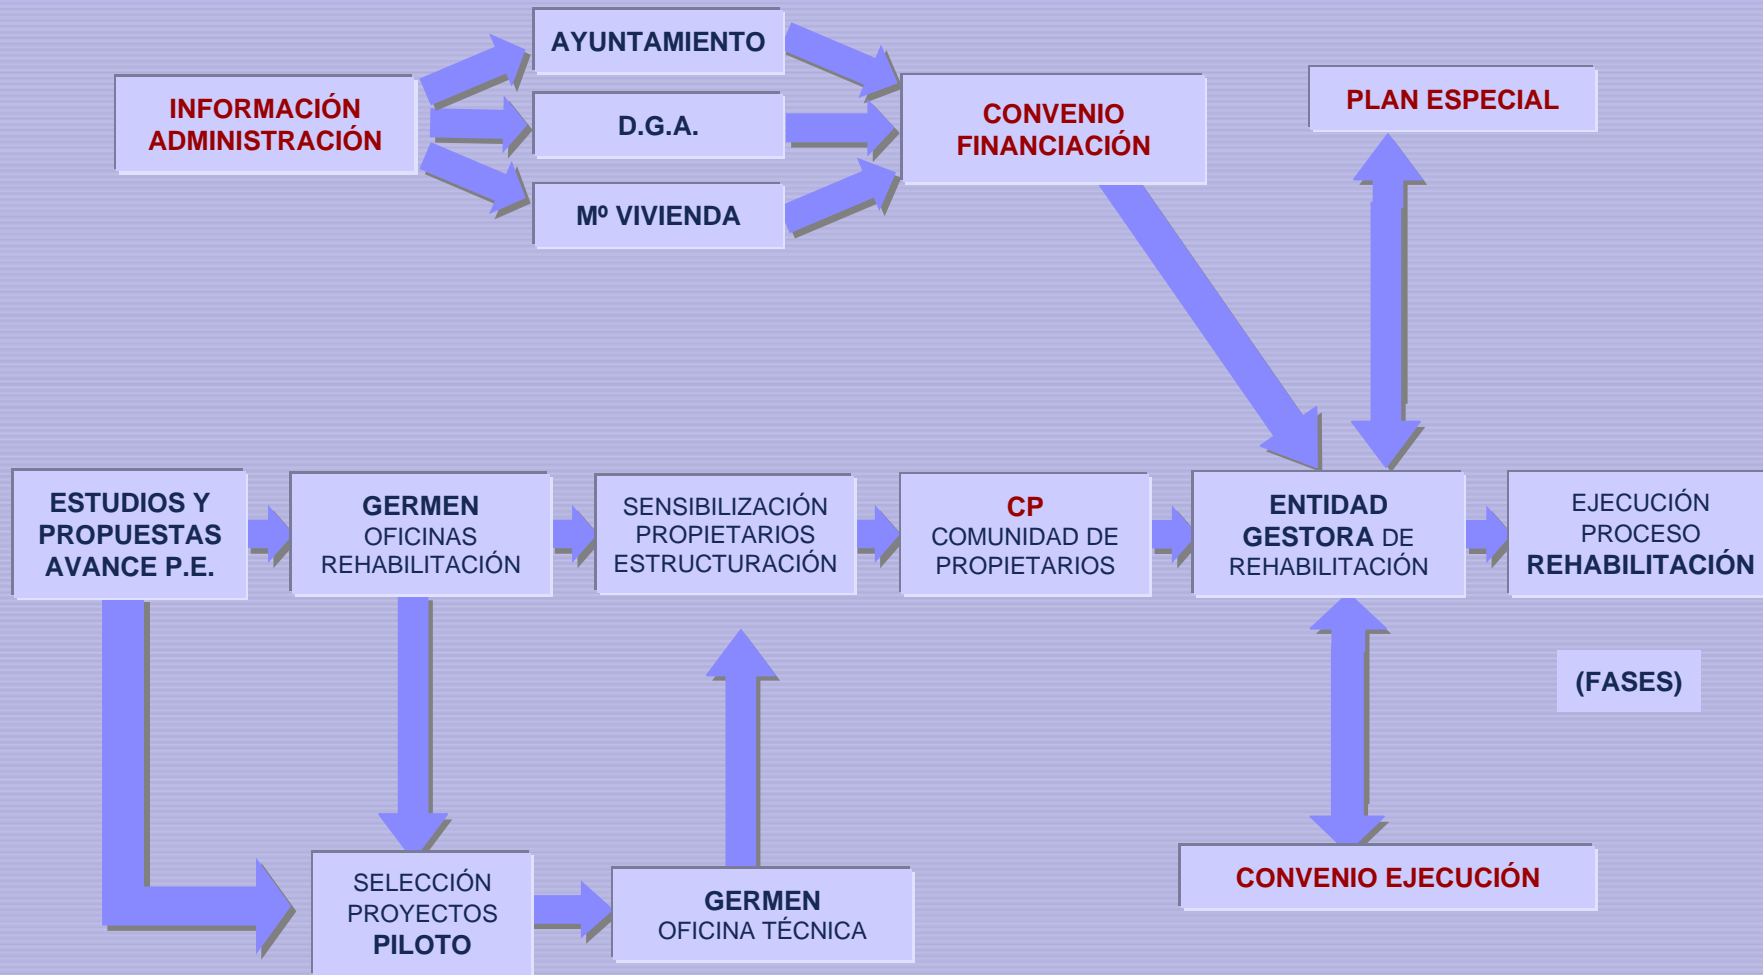 AYUNTAMIENTO
INFORMACIÓN
ADMINISTRACIÓN
D.G.A.
Mº VIVIENDA
CONVENIO
FINANCIACIÓN
PLAN ESPECIAL
ESTUDIOS Y
PROPUESTAS
AVANCE P.E.
GERMEN
OFICINAS
REHABILITACIÓN
SENSIBILIZACIÓN
PROPIETARIOS
ESTRUCTURACIÓN
CP
COMUNIDAD DE
PROPIETARIOS
ENTIDAD
GESTORA DE
REHABILITACIÓN
EJECUCIÓN
PROCESO
REHABILITACIÓN
(FASES)
SELECCIÓN
PROYECTOS
PILOTO
GERMEN
OFICINA TÉCNICA
CONVENIO EJECUCIÓN